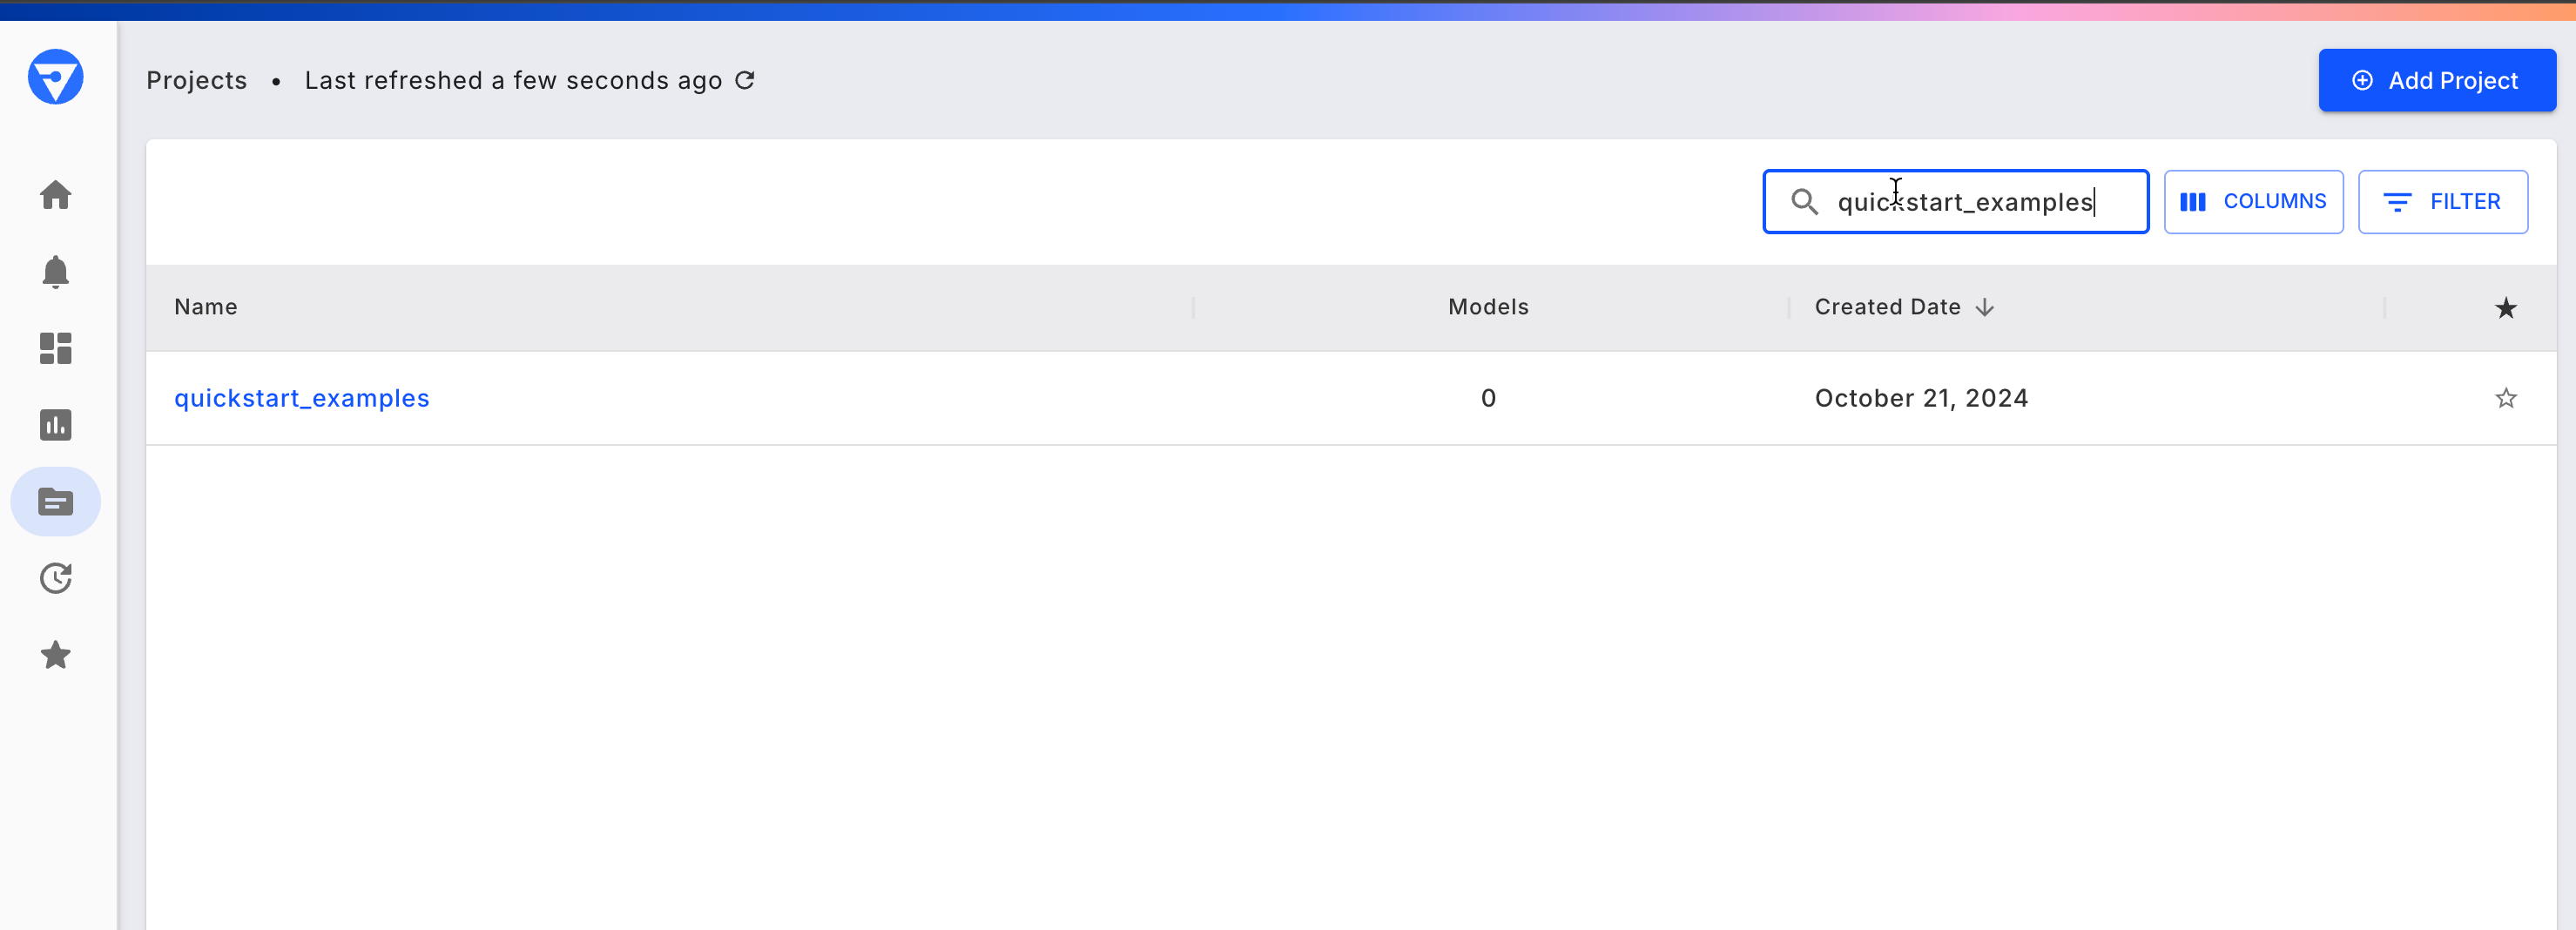 Projects • Last refreshed a few seconds ago
Add Project
quickstart_examples
COLUMNS
FILTER
Name Models Created Date
quickstart_examples 0 October 21, 2024